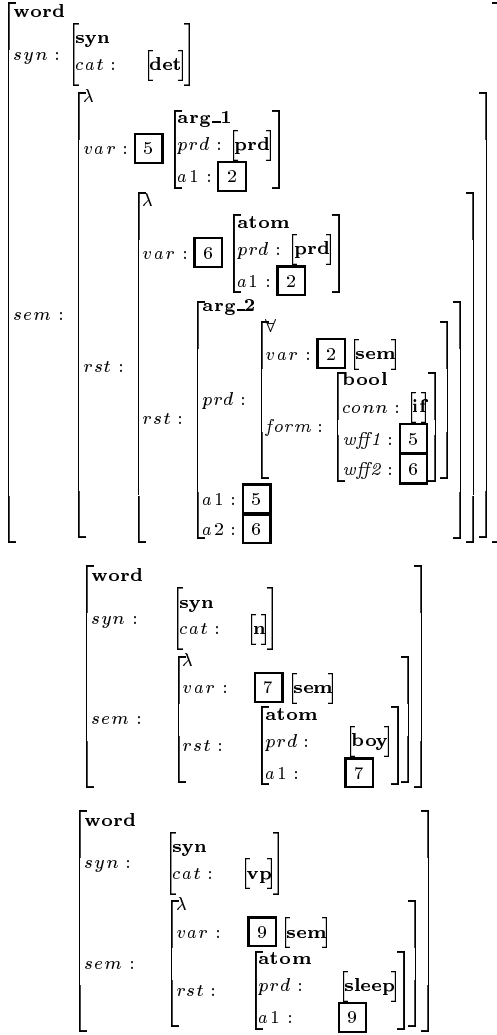 word
syn : syn
cat : det
λ
var : 5 arg_1
prd : prd
a1 : 2
λ
var : 6 atom
prd : prd
a1 : 2
sem :
rst :
rst :
arg_2
prd :
∀
var : 2 sem
form :
bool
conn : if
wff1 : 5
wff2 : 6
a1 : 5
a2 : 6
word
syn : syn
cat : n
sem :
λ
var : 7 sem
rst :
atom
prd : boy
a1 : 7
word
syn : syn
cat : vp
sem :
λ
var : 9 sem
rst :
atom
prd : sleep
a1 : 9